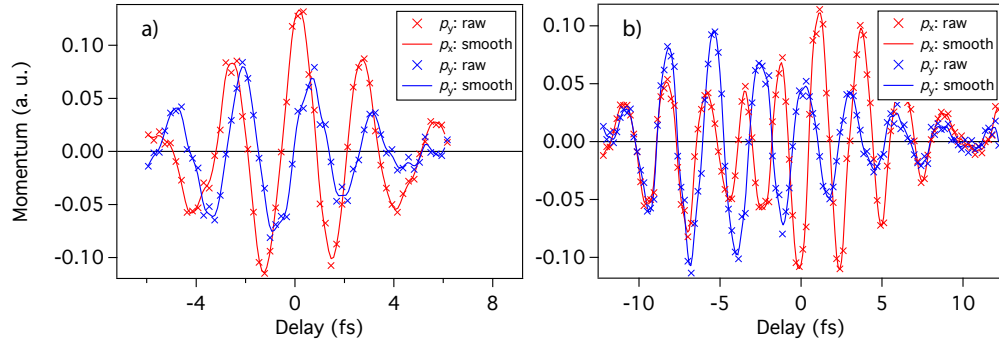 a)
p_y: raw
p_x: smooth
p_y: raw
p_y: smooth
Momentum (a. u.)
0.10
0.05
0.00
-0.05
-0.10
-4
0
4
8
Delay (fs)
b)
p_x: raw
p_x: smooth
p_y: raw
p_y: smooth
0.10
0.05
0.00
-0.05
-0.10
-10
-5
0
5
10
Delay (fs)